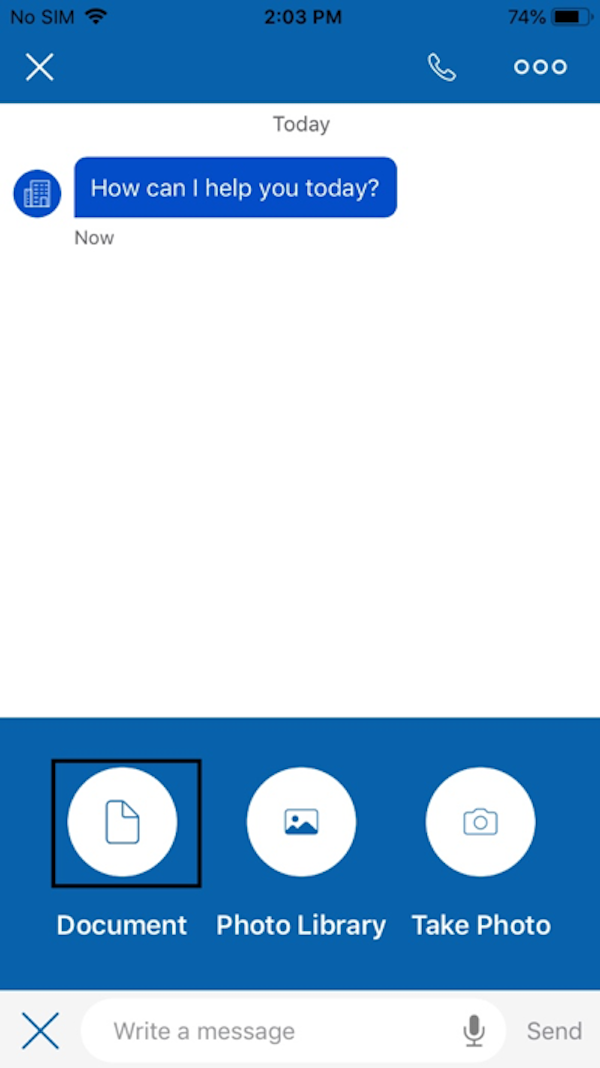 No SIM 2:03 PM 74%
Today
How can I help you today?
Now
Document Photo Library Take Photo
Write a message Send